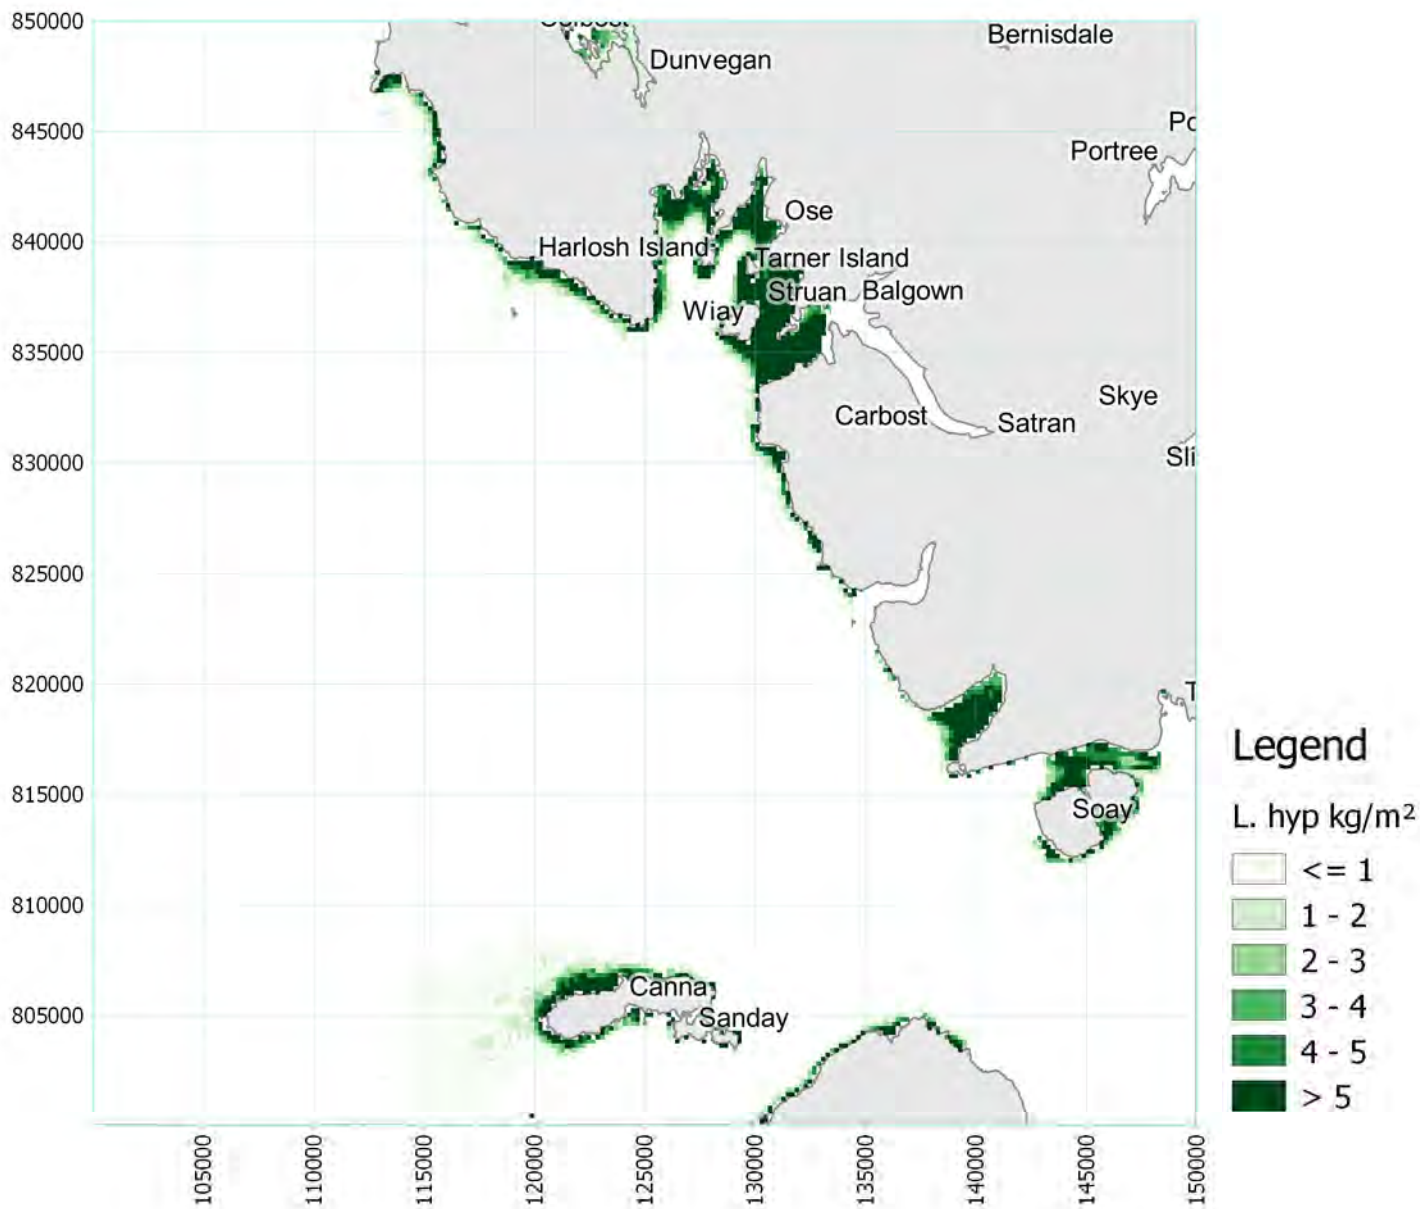 850000
Dunvegan
Bernisdale
845000
Po
Portree
Ose
840000
Harlosh Island
Tarner Island
Struan
Balgown
Wiay
835000
Skye
Carbost
Satran
830000
Sli
825000
820000
T
Legend
L. hyp kg/m²
<= 1
1 - 2
2 - 3
3 - 4
4 - 5
> 5
815000
Soay
810000
Canna
805000
Sanday
105000
110000
115000
120000
125000
130000
135000
140000
145000
150000